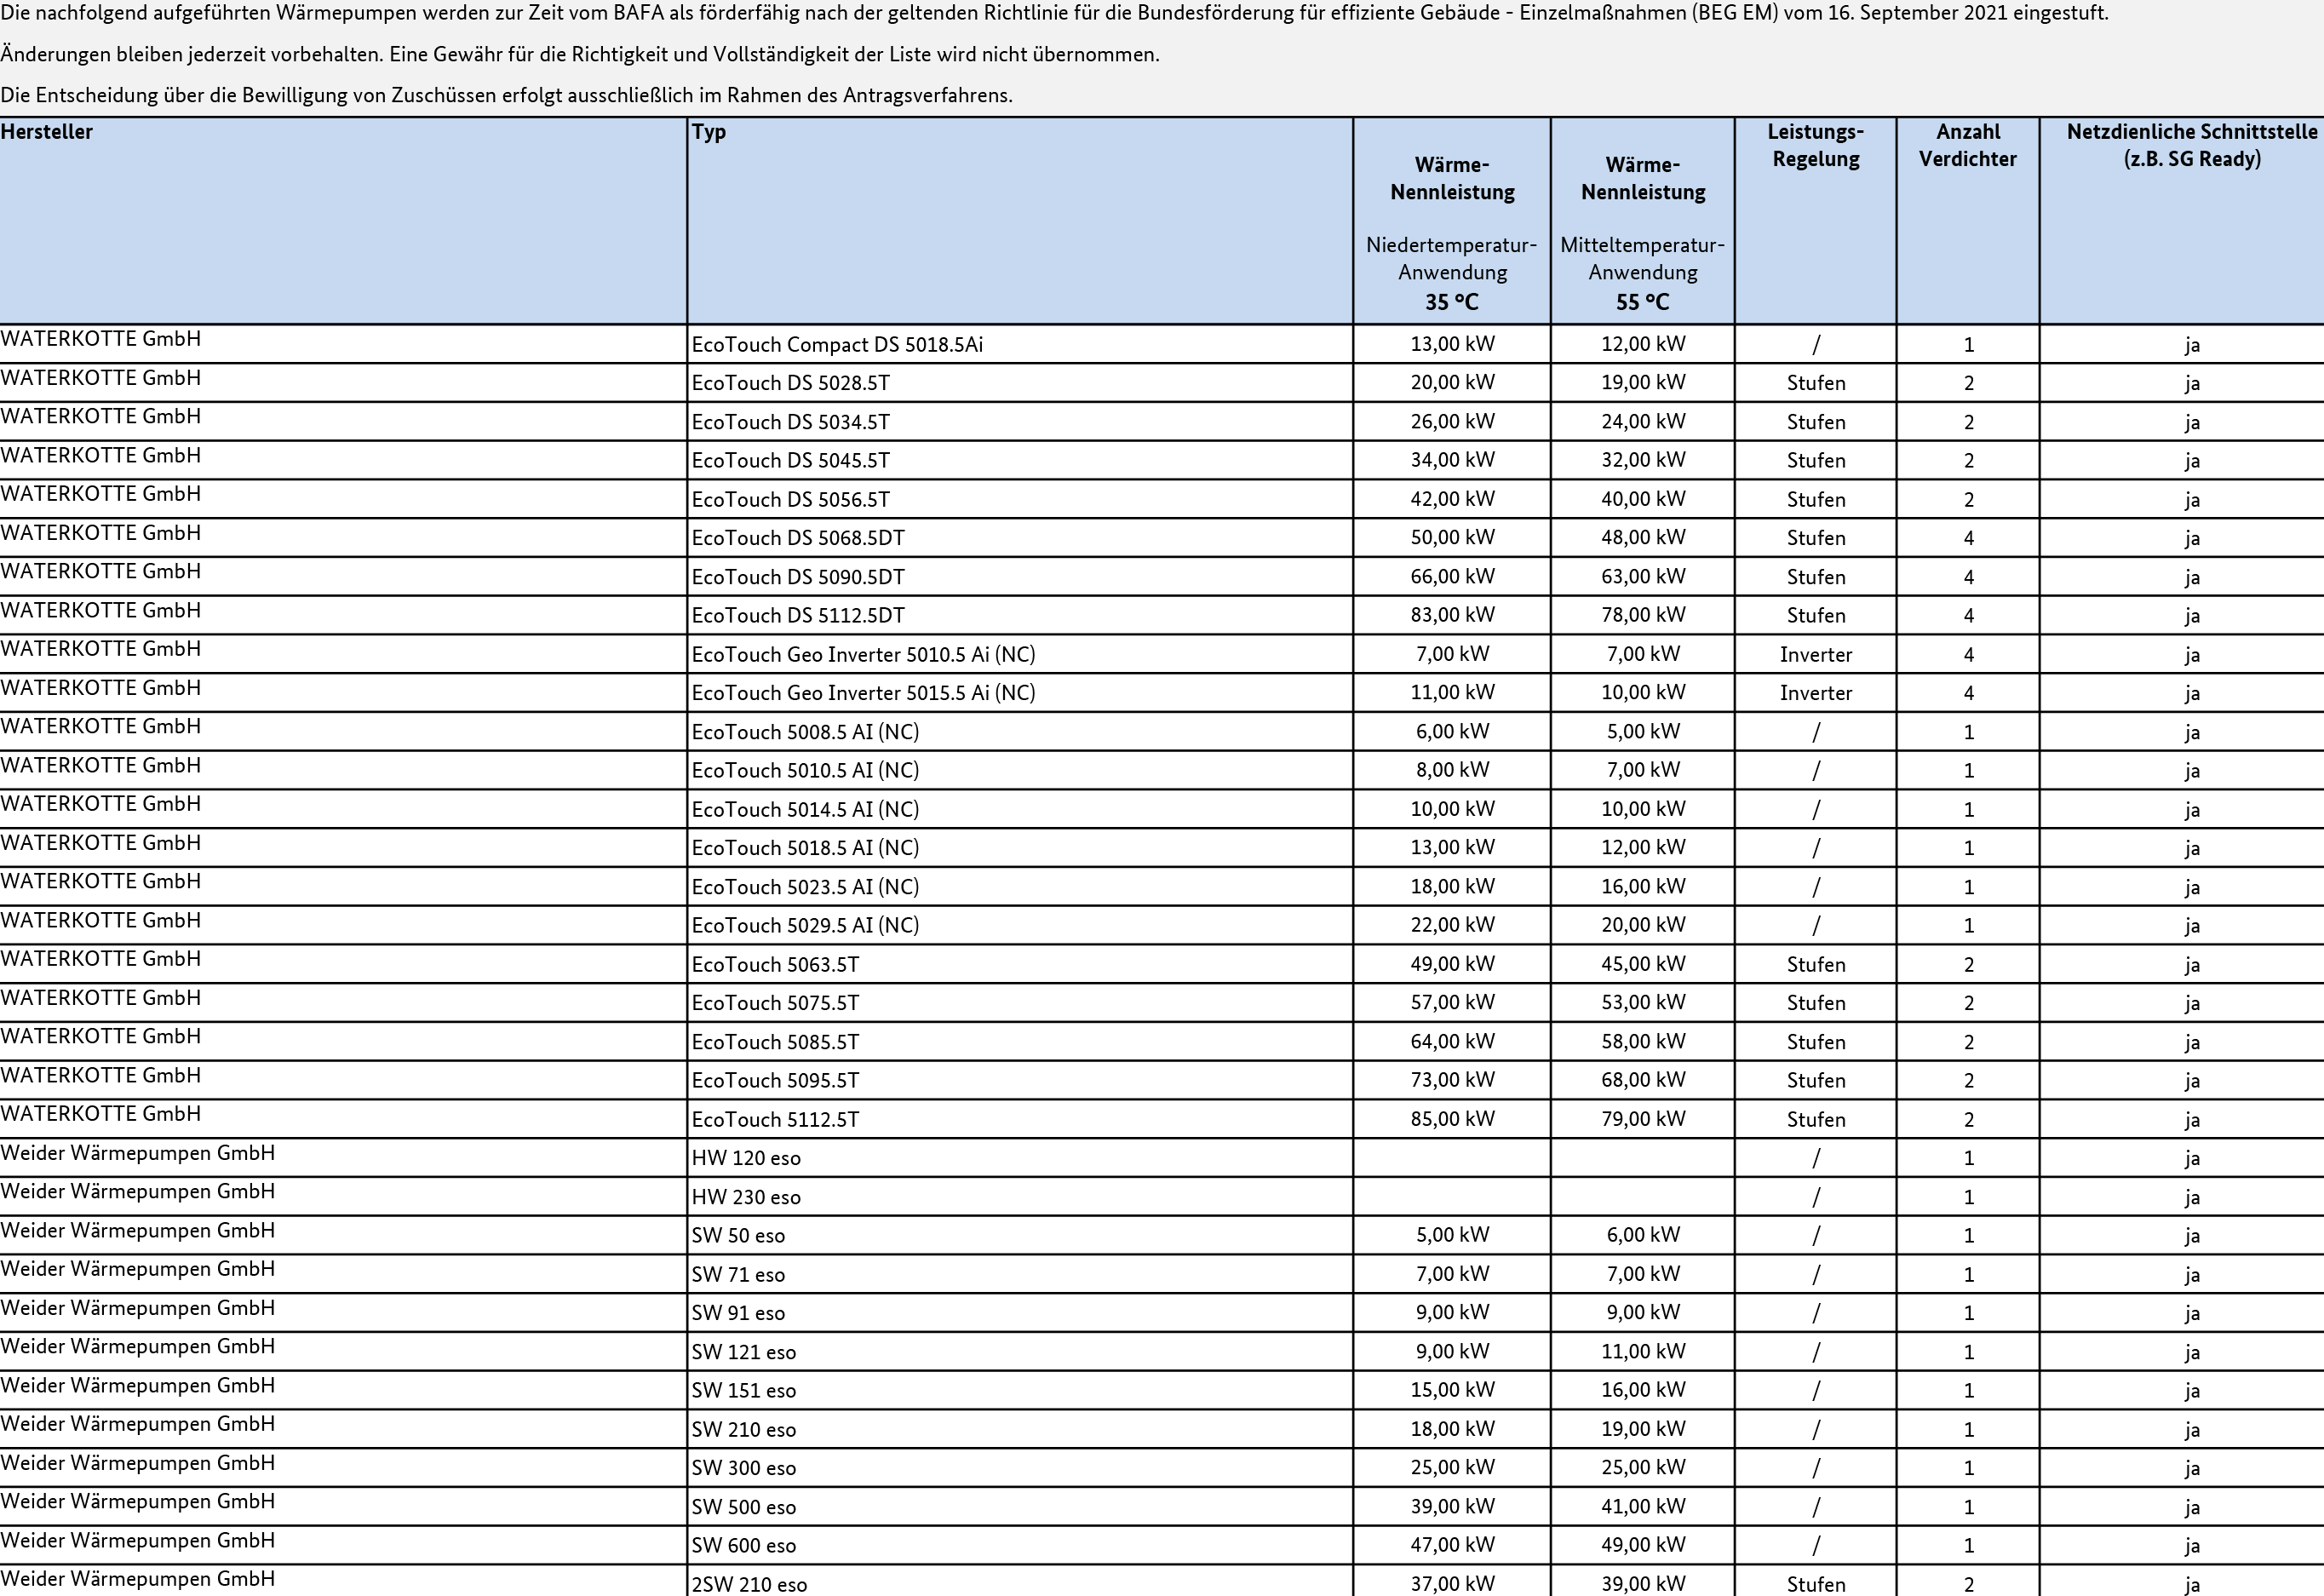 Die nachfolgend aufgeführten Wärmepumpen werden zur Zeit vom BAFA als förderfähig nach der geltenden Richtlinie für die Bundesförderung für effiziente Gebäude - Einzelmaßnahmen (BEG EM) vom 16. September 2021 eingestuft.
Änderungen bleiben jederzeit vorbehalten. Eine Gewähr für die Richtigkeit und Vollständigkeit der Liste wird nicht übernommen.
Die Entscheidung über die Bewilligung von Zuschüssen erfolgt ausschließlich im Rahmen des Antragsverfahrens.
Hersteller Typ Wärme-Nennleistung Niedertemperatur-Anwendung 35 °C Wärme-Nennleistung Mitteltemperatur-Anwendung 55 °C Leistungs-Regelung Anzahl Verdichter Netzdienliche Schnittstelle (z.B. SG Ready)
WATERKOTTE GmbH EcoTouch Compact DS 5018.5Ai 13,00 kW 12,00 kW / 1 ja
WATERKOTTE GmbH EcoTouch DS 5028.5T 20,00 kW 19,00 kW Stufen 2 ja
WATERKOTTE GmbH EcoTouch DS 5034.5T 26,00 kW 24,00 kW Stufen 2 ja
WATERKOTTE GmbH EcoTouch DS 5045.5T 34,00 kW 32,00 kW Stufen 2 ja
WATERKOTTE GmbH EcoTouch DS 5056.5T 42,00 kW 40,00 kW Stufen 2 ja
WATERKOTTE GmbH EcoTouch DS 5068.5DT 50,00 kW 48,00 kW Stufen 4 ja
WATERKOTTE GmbH EcoTouch DS 5090.5DT 66,00 kW 63,00 kW Stufen 4 ja
WATERKOTTE GmbH EcoTouch DS 5112.5DT 83,00 kW 78,00 kW Stufen 4 ja
WATERKOTTE GmbH EcoTouch Geo Inverter 5010.5 Ai (NC) 7,00 kW 7,00 kW Inverter 4 ja
WATERKOTTE GmbH EcoTouch Geo Inverter 5015.5 Ai (NC) 11,00 kW 10,00 kW Inverter 4 ja
WATERKOTTE GmbH EcoTouch 5008.5 AI (NC) 6,00 kW 5,00 kW / 1 ja
WATERKOTTE GmbH EcoTouch 5010.5 AI (NC) 8,00 kW 7,00 kW / 1 ja
WATERKOTTE GmbH EcoTouch 5014.5 AI (NC) 10,00 kW 10,00 kW / 1 ja
WATERKOTTE GmbH EcoTouch 5018.5 AI (NC) 13,00 kW 12,00 kW / 1 ja
WATERKOTTE GmbH EcoTouch 5023.5 AI (NC) 18,00 kW 16,00 kW / 1 ja
WATERKOTTE GmbH EcoTouch 5029.5 AI (NC) 22,00 kW 20,00 kW / 1 ja
WATERKOTTE GmbH EcoTouch 5063.5T 49,00 kW 45,00 kW Stufen 2 ja
WATERKOTTE GmbH EcoTouch 5075.5T 57,00 kW 53,00 kW Stufen 2 ja
WATERKOTTE GmbH EcoTouch 5085.5T 64,00 kW 58,00 kW Stufen 2 ja
WATERKOTTE GmbH EcoTouch 5095.5T 73,00 kW 68,00 kW Stufen 2 ja
WATERKOTTE GmbH EcoTouch 5112.5T 85,00 kW 79,00 kW Stufen 2 ja
Weider Wärmepumpen GmbH HW 120 eso / 1 ja
Weider Wärmepumpen GmbH HW 230 eso / 1 ja
Weider Wärmepumpen GmbH SW 50 eso 5,00 kW 6,00 kW / 1 ja
Weider Wärmepumpen GmbH SW 71 eso 7,00 kW 7,00 kW / 1 ja
Weider Wärmepumpen GmbH SW 91 eso 9,00 kW 9,00 kW / 1 ja
Weider Wärmepumpen GmbH SW 121 eso 9,00 kW 11,00 kW / 1 ja
Weider Wärmepumpen GmbH SW 151 eso 15,00 kW 16,00 kW / 1 ja
Weider Wärmepumpen GmbH SW 210 eso 18,00 kW 19,00 kW / 1 ja
Weider Wärmepumpen GmbH SW 300 eso 25,00 kW 25,00 kW / 1 ja
Weider Wärmepumpen GmbH SW 500 eso 39,00 kW 41,00 kW / 1 ja
Weider Wärmepumpen GmbH SW 600 eso 47,00 kW 49,00 kW / 1 ja
Weider Wärmepumpen GmbH 2SW 210 eso 37,00 kW 39,00 kW Stufen 2 ja